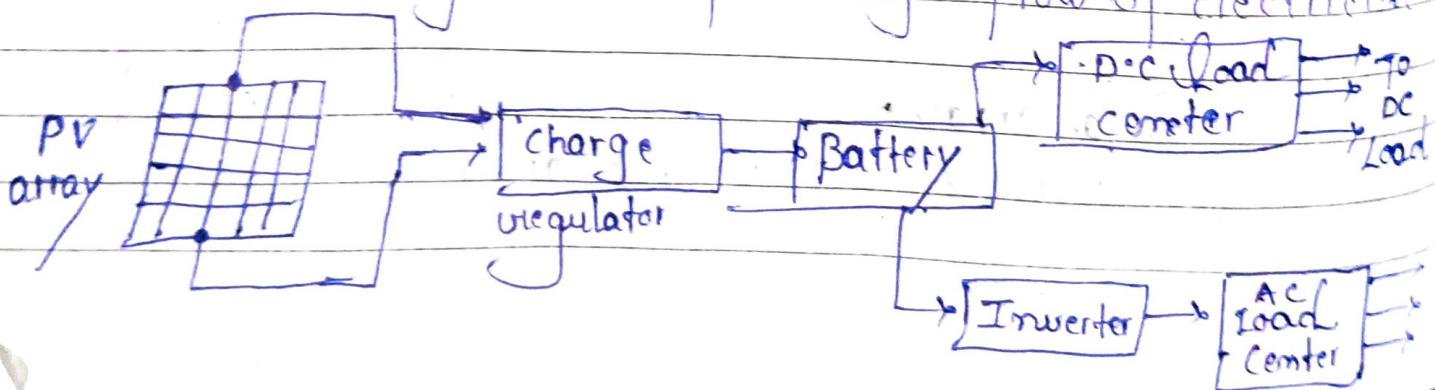 PV
array
charge
regulator
Battery
D.C. Load
center
TO
DC
Load
Inverter
AC
Load
Center